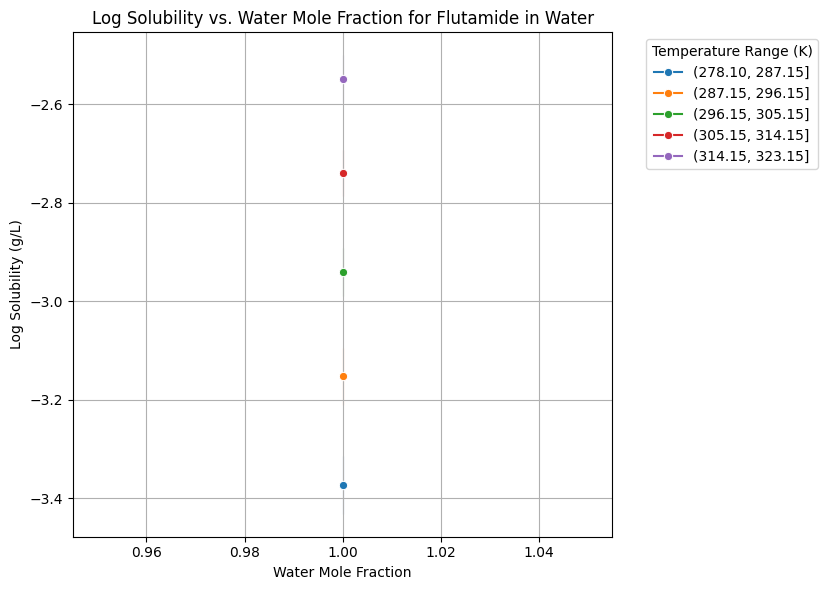 Log Solubility vs. Water Mole Fraction for Flutamide in Water
Temperature Range (K)
(278.10, 287.15]
(287.15, 296.15]
(296.15, 305.15]
(305.15, 314.15]
(314.15, 323.15]
Log Solubility (g/L)
−2.6
−2.8
−3.0
−3.2
−3.4
0.96 0.98 1.00 1.02 1.04
Water Mole Fraction